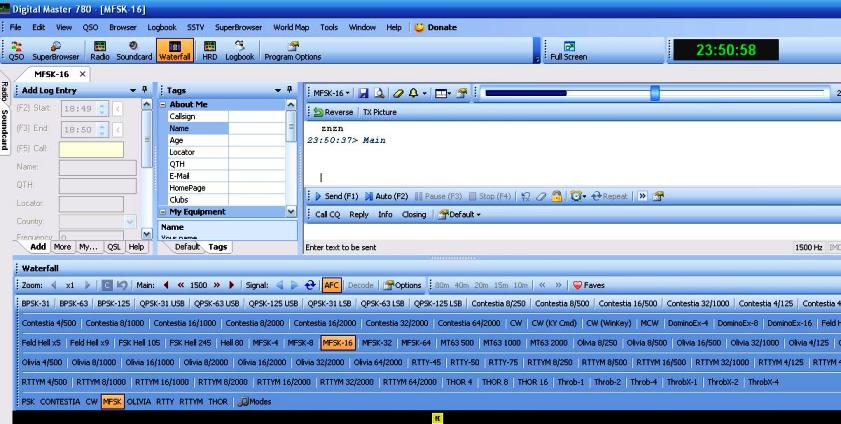 Digital Master 780 - [MFSK-16]
File Edit View QSO Browser Logbook SSTV SuperBrowser World Map Tools Window Help Donate
QSO SuperBrowser Radio Soundcard Waterfall HRD Logbook Program Options Full Screen 23:50:58
MFSK-16 X
Radio Soundcard
Add Log Entry
(F2) Start: 18:49 <
(F3) End: 18:50 <
(F5) Call:
Name:
QTH:
Locator:
Country:
Frequency 0
Add More My... QSL Help
Tags
About Me
Callsign
Name
Age
Locator
QTH
E-Mail
HomePage
Clubs
My Equipment
Name
Your name
Default Tags
MFSK-16 2
Reverse TX Picture
znzn
23:50:37> Main
Send (F1) Auto (F2) Pause (F3) Stop (F4) Repeat »
Call CQ Reply Info Closing Default
Enter text to be sent 1500 Hz IMC
Waterfall
Zoom: x1 C Main: « 1500 » Signal: AFC Decode Options 80m 40m 20m 15m 10m « » Faves
BPSK-31 BPSK-63 BPSK-125 QPSK-31 USB QPSK-63 USB QPSK-125 USB QPSK-31 LSB QPSK-63 LSB QPSK-125 LSB Contestia 8/250 Contestia 8/500 Contestia 16/500 Contestia 32/1000 Contestia 4/125 Contestia 4
Contestia 4/500 Contestia 8/1000 Contestia 16/1000 Contestia 8/2000 Contestia 16/2000 Contestia 32/2000 Contestia 64/2000 CW CW (KY Cmd) CW (WinKey) MCW DominoEx-4 DominoEx-8 DominoEx-16 Feld H
Feld Hell x5 Feld Hell x9 FSK Hell 105 FSK Hell 245 Hell 80 MFSK-4 MFSK-8 MFSK-16 MFSK-32 MFSK-64 MT63 500 MT63 1000 MT63 2000 Olivia 8/250 Olivia 8/500 Olivia 16/500 Olivia 32/1000 Olivia 4/125
Olivia 4/500 Olivia 8/1000 Olivia 16/1000 Olivia 8/2000 Olivia 16/2000 Olivia 32/2000 Olivia 64/2000 RTTY-45 RTTY-50 RTTY-75 RTTYM 8/250 RTTYM 8/500 RTTYM 16/500 RTTYM 32/1000 RTTYM 4/125 RTTYM 4
RTTYM 4/500 RTTYM 8/1000 RTTYM 16/1000 RTTYM 8/2000 RTTYM 16/2000 RTTYM 32/2000 RTTYM 64/2000 THOR 4 THOR 8 THOR 16 Throb-1 Throb-2 Throb-4 ThrobX-1 ThrobX-2 ThrobX-4
PSK CONTESTIA CW MFSK OLIVIA RTTY RTTYM THOR Modes